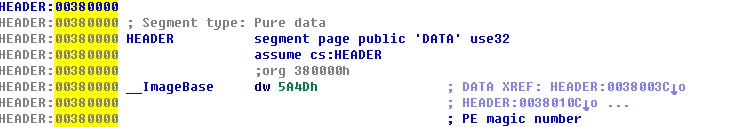 HEADER:00380000
HEADER:00380000 ; Segment type: Pure data
HEADER:00380000 HEADER segment page public 'DATA' use32
HEADER:00380000 assume cs:HEADER
HEADER:00380000 ;org 380000h
HEADER:00380000 __ImageBase dw 5A4Dh ; DATA XREF: HEADER:0038003C↓o
HEADER:00380000 ; HEADER:0038010C↓o ...
HEADER:00380000 ; PE magic number